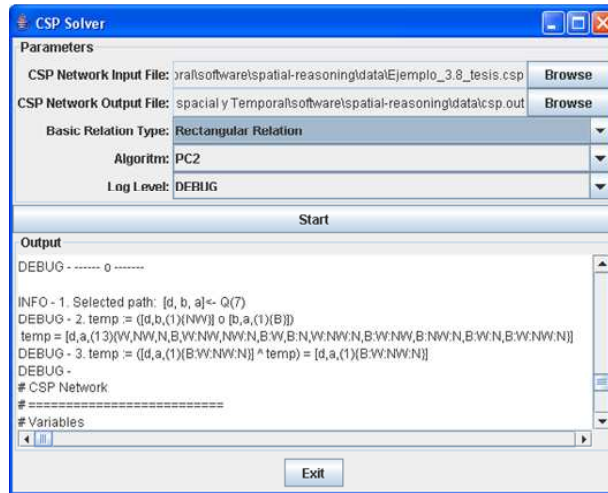 CSP Solver
Parameters
CSP Network Input File: oral\software\spatial-reasoning\data\Ejemplo_3.8_tesis.csp Browse
CSP Network Output File: spacial y Temporal\software\spatial-reasoning\data\csp.out Browse
Basic Relation Type: Rectangular Relation
Algoritm: PC2
Log Level: DEBUG
Start
Output
DEBUG - ------ o -------
INFO - 1. Selected path: [d, b, a]<- Q(7)
DEBUG - 2. temp := ([d,b,(1){NW}] o [b,a,(1){B}])
temp = [d,a,(13){W,NW,N,B,W:NW,NW:N,B:W,B:N,W:NW:N,B:W:NW,B:NW:N,B:W:N,B:W:NW:N}]
DEBUG - 3. temp := ([d,a,(1){B:W:NW:N}] ^ temp) = [d,a,(1){B:W:NW:N}]
DEBUG -
# CSP Network
# ==========================
# Variables
Exit